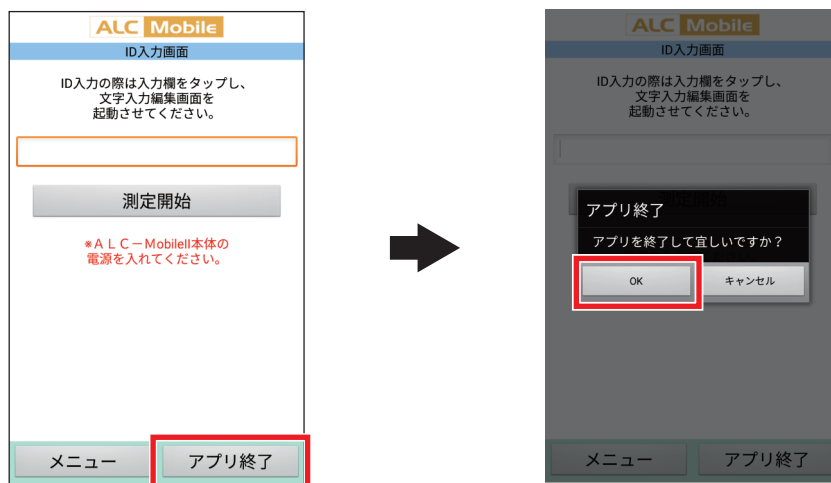 ALC Mobile
ID入力画面
ID入力の際は入力欄をタップし、
文字入力編集画面を
起動させてください。
測定開始
※ALC－MobileII本体の
電源を入れてください。
メニュー
アプリ終了
ALC Mobile
ID入力画面
ID入力の際は入力欄をタップし、
文字入力編集画面を
起動させてください。
測定開始
アプリ終了
アプリを終了して宜しいですか？
OK
キャンセル
メニュー
アプリ終了